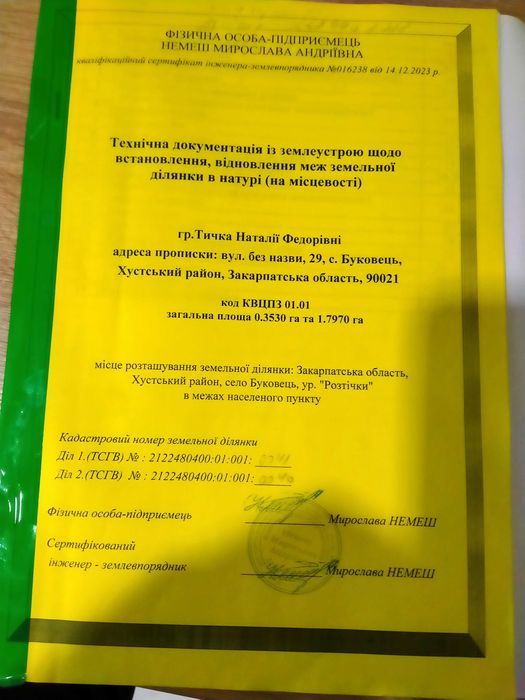 ФІЗИЧНА ОСОБА-ПІДПРИЄМЕЦЬ
НЕМЕШ МИРОСЛАВА АНДРІЇВНА
кваліфікаційний сертифікат інженера-землевпорядника №016238 від 14.12.2023 р.
Технічна документація із землеустрою щодо
встановлення, відновлення меж земельної
ділянки в натурі (на місцевості)
гр.Тичка Наталії Федорівні
адреса прописки: вул. без назви, 29, с. Буковець,
Хустський район, Закарпатська область, 90021
код КВЦПЗ 01.01
загальна площа 0.3530 га та 1.7970 га
місце розташування земельної ділянки: Закарпатська область,
Хустський район, село Буковець, ур. "Розтічки"
в межах населеного пункту
Кадастровий номер земельної ділянки
Діл 1.(ТСГВ) № : 2122480400:01:001:
Діл 2.(ТСГВ) № : 2122480400:01:001:
Фізична особа-підприємець Мирослава НЕМЕШ
Сертифікований
інженер - землевпорядник Мирослава НЕМЕШ